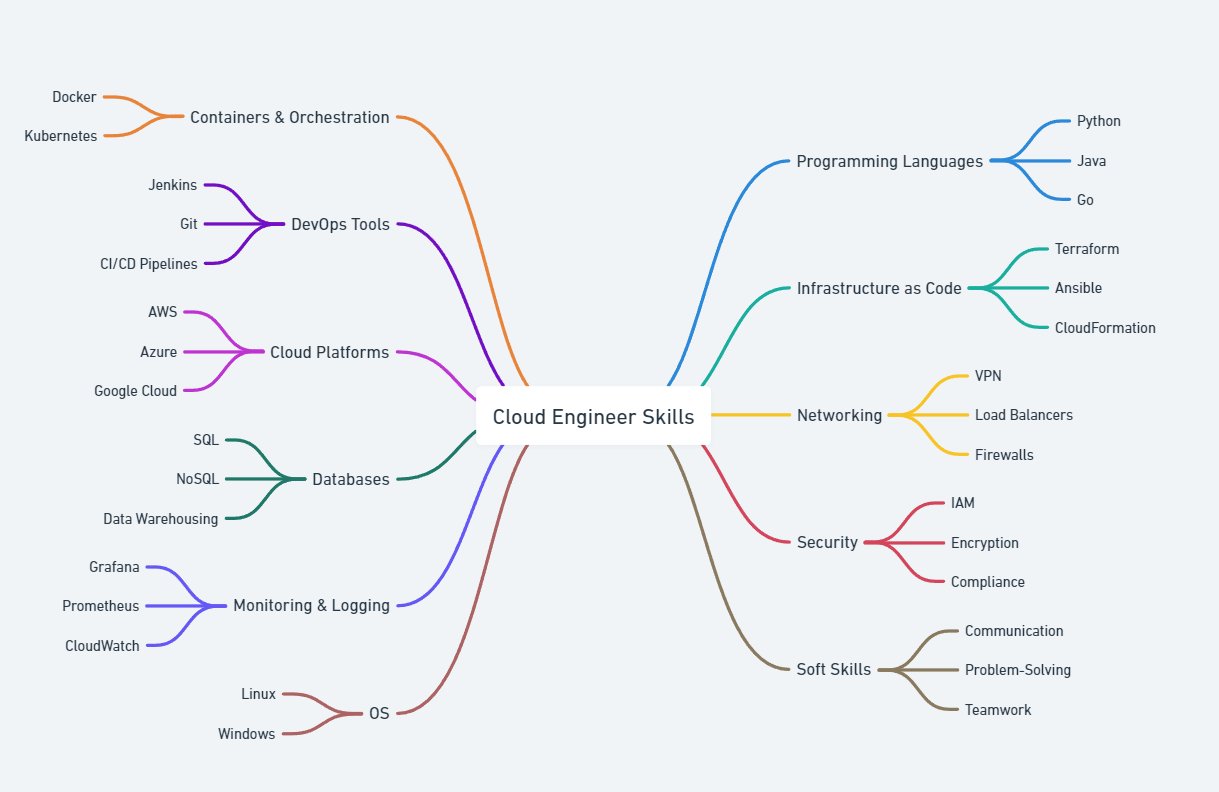 Cloud Engineer Skills
Containers & Orchestration
Docker
Kubernetes
DevOps Tools
Jenkins
Git
CI/CD Pipelines
Cloud Platforms
AWS
Azure
Google Cloud
Databases
SQL
NoSQL
Data Warehousing
Monitoring & Logging
Grafana
Prometheus
CloudWatch
OS
Linux
Windows
Programming Languages
Python
Java
Go
Infrastructure as Code
Terraform
Ansible
CloudFormation
Networking
VPN
Load Balancers
Firewalls
Security
IAM
Encryption
Compliance
Soft Skills
Communication
Problem-Solving
Teamwork